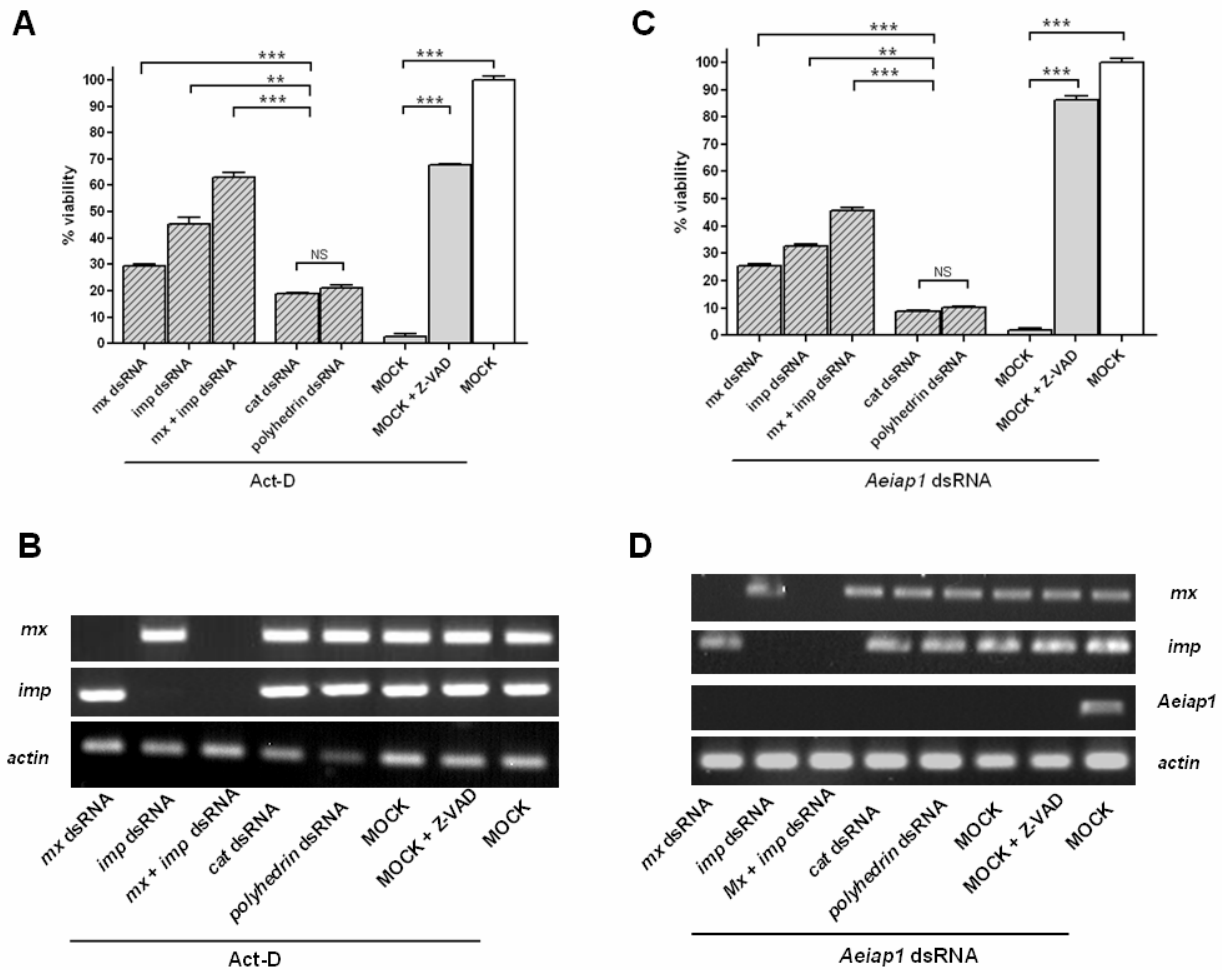 A
***
**
***
***
***
NS
% viability
100
90
80
70
60
50
40
30
20
10
0
mx dsRNA
imp dsRNA
mx + imp dsRNA
cat dsRNA
polyhedrin dsRNA
MOCK
MOCK + Z-VAD
MOCK
Act-D
C
***
**
***
***
***
NS
% viability
100
90
80
70
60
50
40
30
20
10
0
mx dsRNA
imp dsRNA
mx + imp dsRNA
cat dsRNA
polyhedrin dsRNA
MOCK
MOCK + Z-VAD
MOCK
Aeiap1 dsRNA
B
mx
imp
actin
mx dsRNA
imp dsRNA
mx + imp dsRNA
cat dsRNA
polyhedrin dsRNA
MOCK
MOCK + Z-VAD
MOCK
Act-D
D
mx
imp
Aeiap1
actin
mx dsRNA
imp dsRNA
Mx + imp dsRNA
cat dsRNA
polyhedrin dsRNA
MOCK
MOCK + Z-VAD
MOCK
Aeiap1 dsRNA